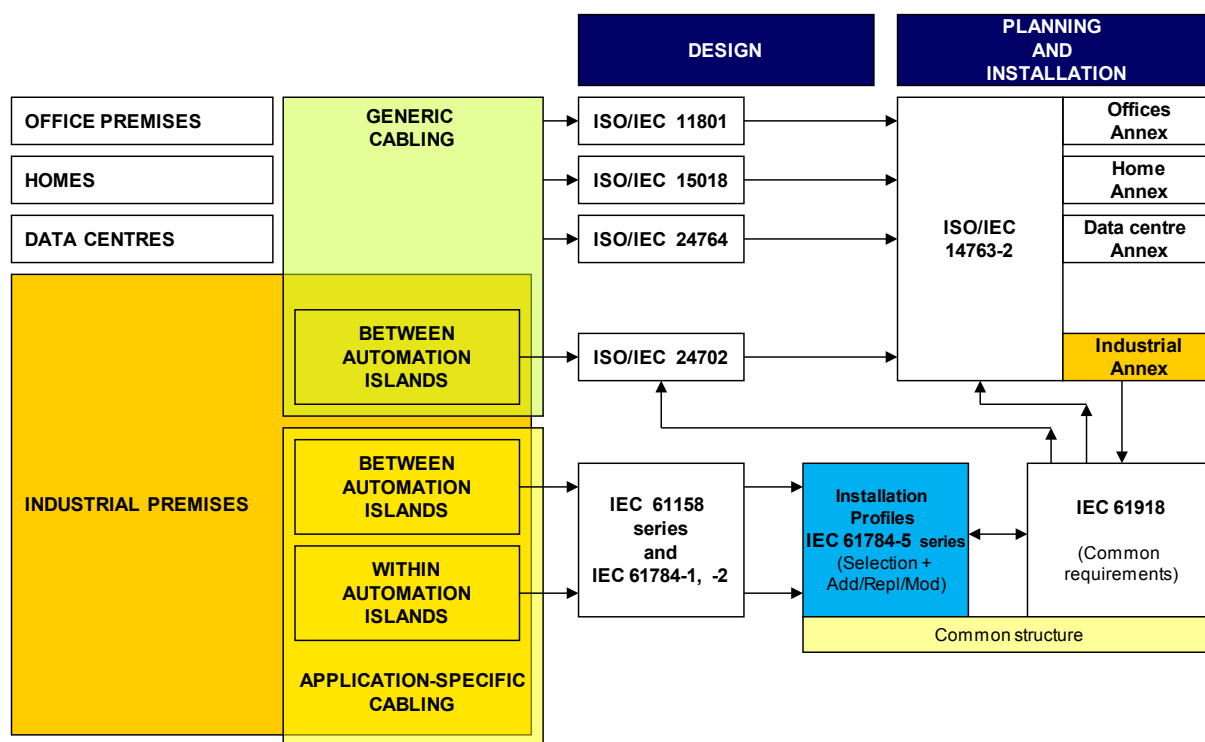 DESIGN
PLANNING
AND
INSTALLATION
OFFICE PREMISES
GENERIC
CABLING
ISO/IEC 11801
Offices
Annex
HOMES
ISO/IEC 15018
Home
Annex
DATA CENTRES
ISO/IEC 24764
ISO/IEC
14763-2
Data centre
Annex
BETWEEN
AUTOMATION
ISLANDS
ISO/IEC 24702
Industrial
Annex
INDUSTRIAL PREMISES
BETWEEN
AUTOMATION
ISLANDS
WITHIN
AUTOMATION
ISLANDS
APPLICATION-SPECIFIC
CABLING
IEC 61158
series
and
IEC 61784-1, -2
Installation
Profiles
IEC 61784-5 series
(Selection +
Add/Repl/Mod)
IEC 61918
(Common
requirements)
Common structure